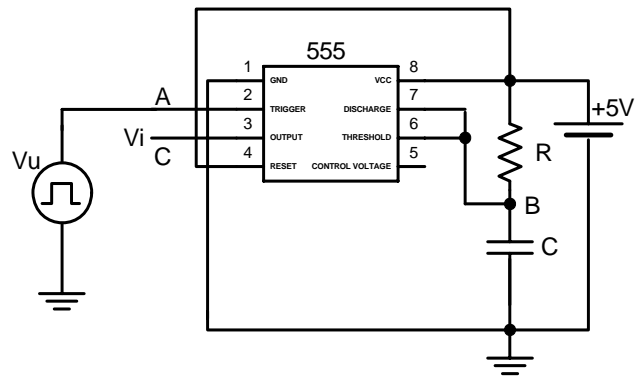 555
1 GND VCC 8
2 TRIGGER DISCHARGE 7
3 OUTPUT THRESHOLD 6
4 RESET CONTROL VOLTAGE 5
A
Vi
C
Vu
+5V
R
B
C